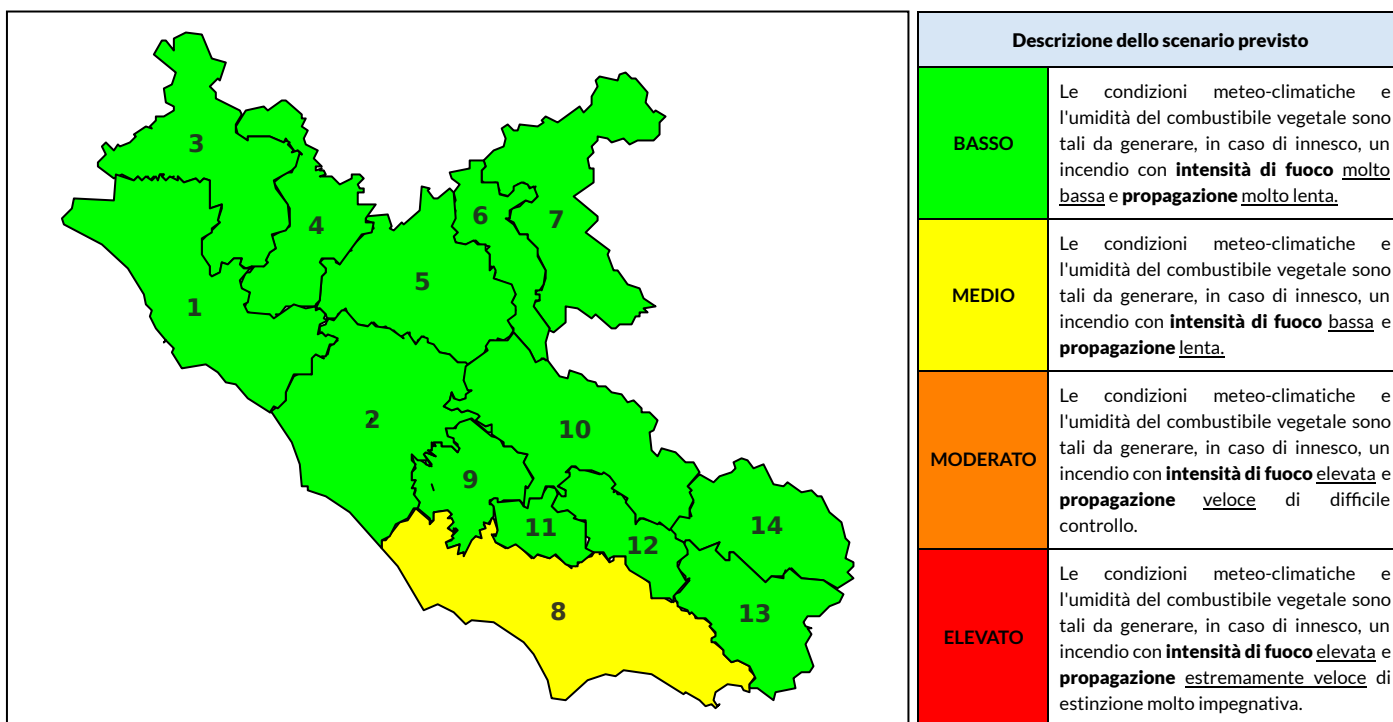 3
4
6
7
5
1
2
10
9
11
12
14
8
13
Descrizione dello scenario previsto
BASSO
Le condizioni meteo-climatiche e
l'umidità del combustibile vegetale sono
tali da generare, in caso di innesco, un
incendio con intensità di fuoco molto
bassa e propagazione molto lenta.
MEDIO
Le condizioni meteo-climatiche e
l'umidità del combustibile vegetale sono
tali da generare, in caso di innesco, un
incendio con intensità di fuoco bassa e
propagazione lenta.
MODERATO
Le condizioni meteo-climatiche e
l'umidità del combustibile vegetale sono
tali da generare, in caso di innesco, un
incendio con intensità di fuoco elevata e
propagazione veloce di difficile
controllo.
ELEVATO
Le condizioni meteo-climatiche e
l'umidità del combustibile vegetale sono
tali da generare, in caso di innesco, un
incendio con intensità di fuoco elevata e
propagazione estremamente veloce di
estinzione molto impegnativa.